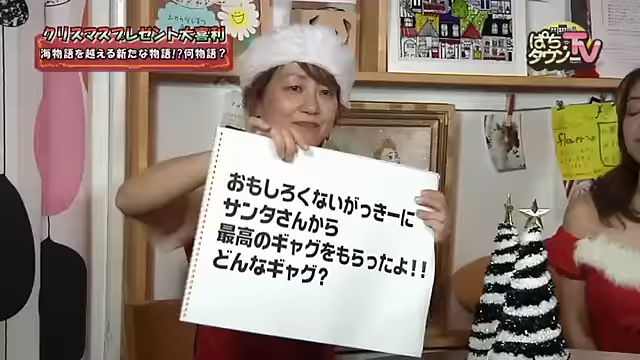 クリスマスプレゼント大喜利
海物語を越える新たな物語!?何物語?
ぱち
タウンTV
flower
おもしろくないがっきーに
サンタさんから
最高のギャグをもらったよ!!
どんなギャグ?